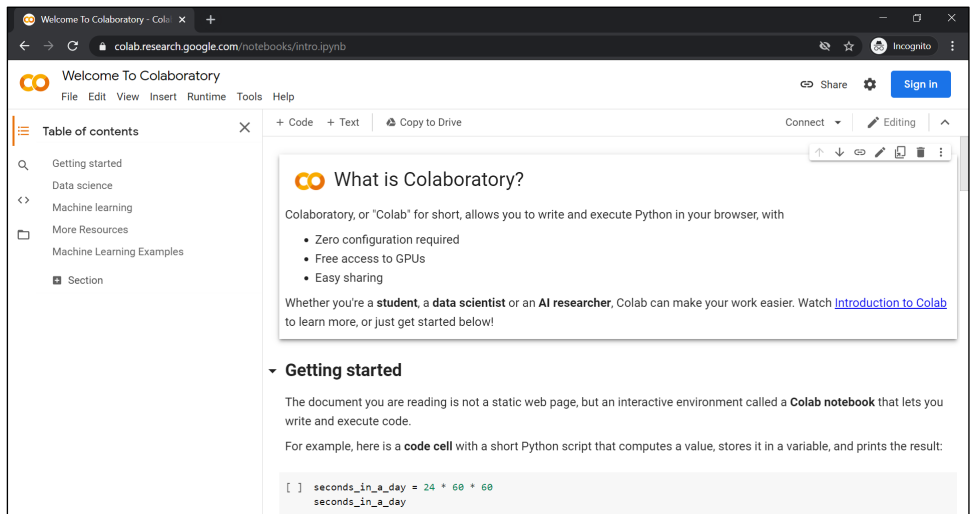 Welcome To Colaboratory - Cola
colab.research.google.com/notebooks/intro.ipynb
Incognito
Welcome To Colaboratory
File Edit View Insert Runtime Tools Help
Share
Sign in
Table of contents
Getting started
Data science
Machine learning
More Resources
Machine Learning Examples
Section
+ Code + Text Copy to Drive
Connect Editing
What is Colaboratory?
Colaboratory, or "Colab" for short, allows you to write and execute Python in your browser, with
• Zero configuration required
• Free access to GPUs
• Easy sharing
Whether you're a student, a data scientist or an AI researcher, Colab can make your work easier. Watch Introduction to Colab
to learn more, or just get started below!
Getting started
The document you are reading is not a static web page, but an interactive environment called a Colab notebook that lets you
write and execute code.
For example, here is a code cell with a short Python script that computes a value, stores it in a variable, and prints the result:
[ ] seconds_in_a_day = 24 * 60 * 60
seconds_in_a_day